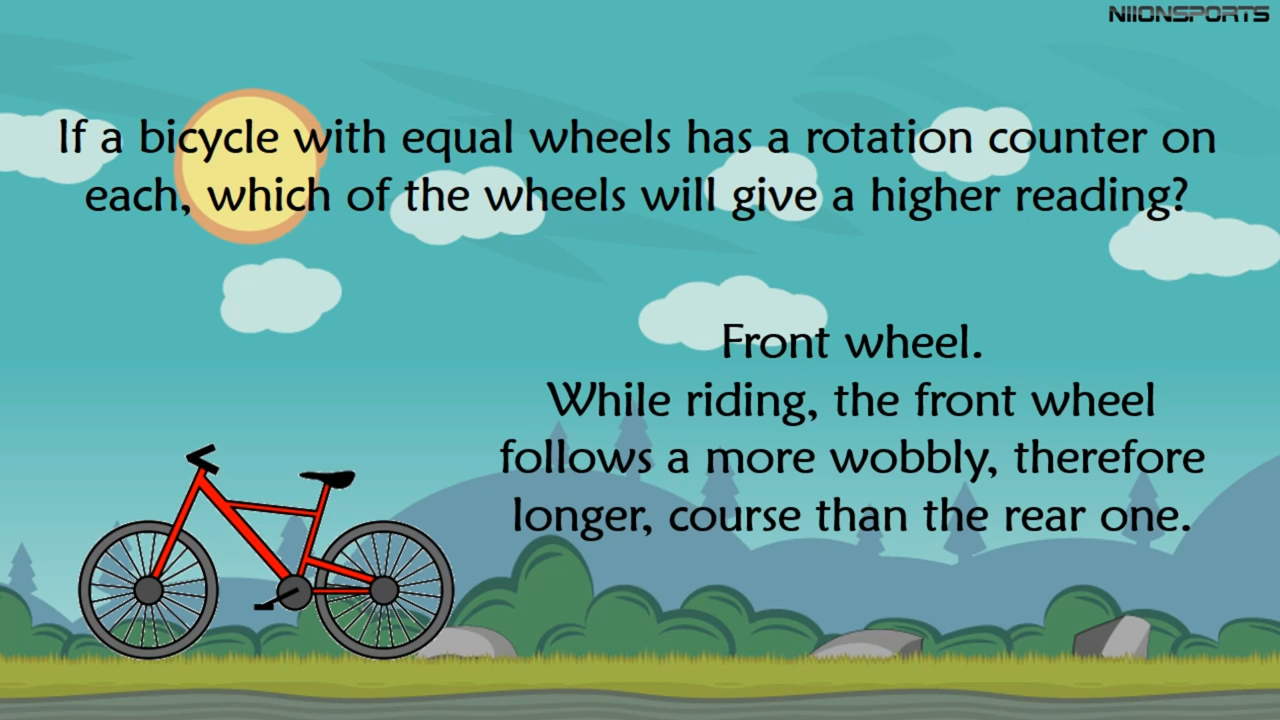 NIIONSPORTS
If a bicycle with equal wheels has a rotation counter on
each, which of the wheels will give a higher reading?
Front wheel.
While riding, the front wheel
follows a more wobbly, therefore
longer, course than the rear one.